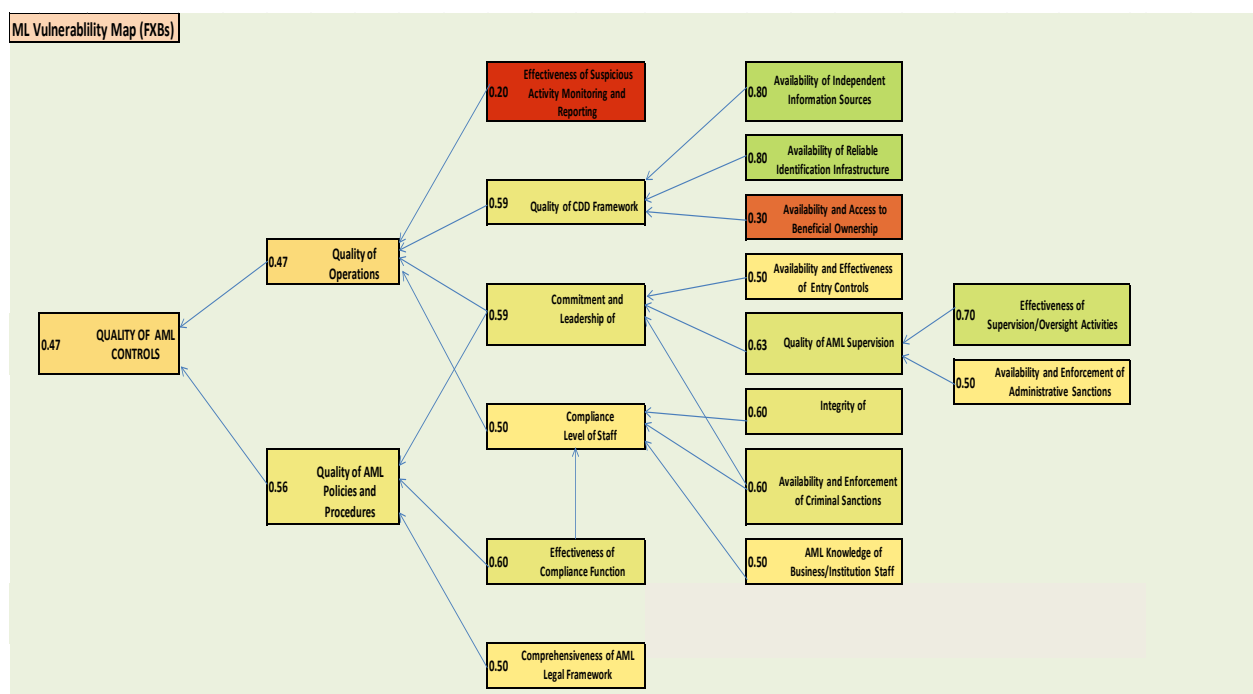 ML Vulnerablility Map (FXBs)
0.47
QUALITY OF AML
CONTROLS
0.47
Quality of
Operations
0.56
Quality of AML
Policies and
Procedures
0.20
Effectiveness of Suspicious
Activity Monitoring and
Reporting
0.59
Quality of CDD Framework
0.59
Commitment and
Leadership of
0.50
Compliance
Level of Staff
0.60
Effectiveness of
Compliance Function
0.50
Comprehensiveness of AML
Legal Framework
0.80
Availability of Independent
Information Sources
0.80
Availability of Reliable
Identification Infrastructure
0.30
Availability and Access to
Beneficial Ownership
0.50
Availability and Effectiveness
of Entry Controls
0.63
Quality of AML Supervision
0.60
Integrity of
0.60
Availability and Enforcement
of Criminal Sanctions
0.50
AML Knowledge of
Business/Institution Staff
0.70
Effectiveness of
Supervision/Oversight Activities
0.50
Availability and Enforcement of
Administrative Sanctions